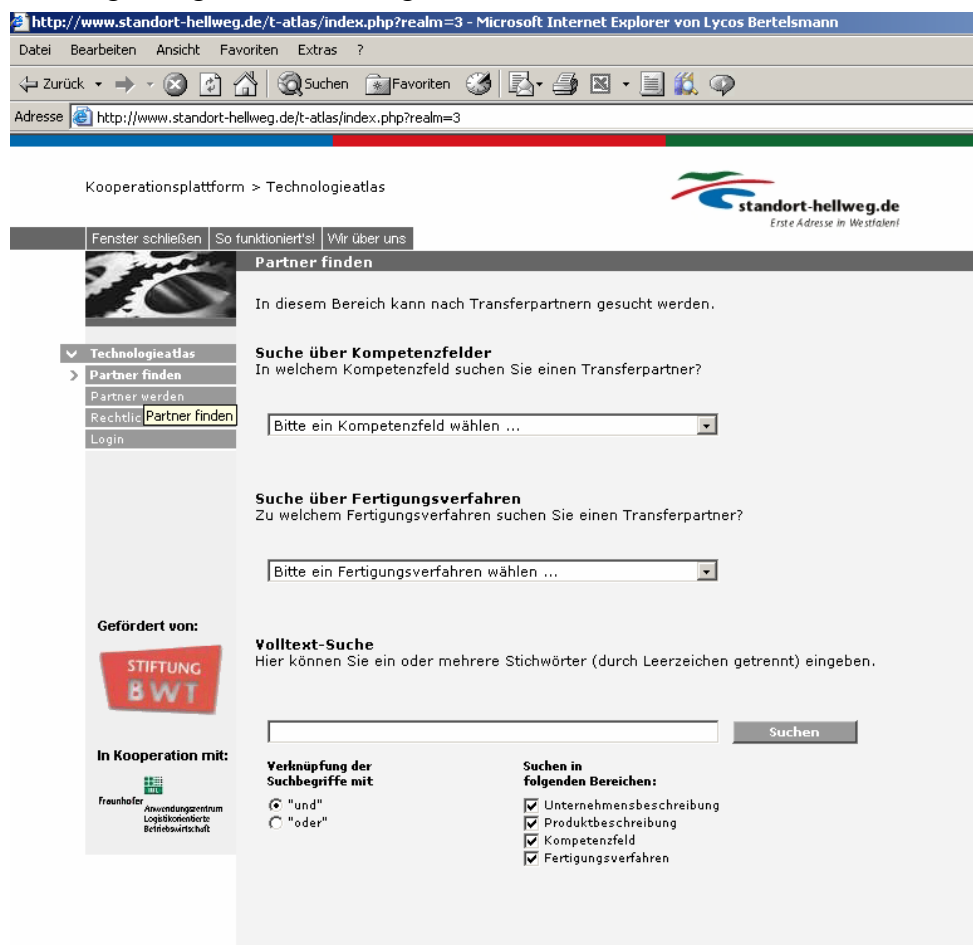 http://www.standort-hellweg.de/t-atlas/index.php?realm=3 - Microsoft Internet Explorer von Lycos Bertelsmann
Datei Bearbeiten Ansicht Favoriten Extras ?
Zurück Suchen Favoriten
Adresse http://www.standort-hellweg.de/t-atlas/index.php?realm=3
Kooperationsplattform > Technologieatlas
standort-hellweg.de
Erste Adresse in Westfalen!
Fenster schließen So funktioniert's! Wir über uns
Partner finden
In diesem Bereich kann nach Transferpartnern gesucht werden.
Technologieatlas
Partner finden
Partner werden
Rechtlic Partner finden
Login
Suche über Kompetenzfelder
In welchem Kompetenzfeld suchen Sie einen Transferpartner?
Bitte ein Kompetenzfeld wählen ...
Suche über Fertigungsverfahren
Zu welchem Fertigungsverfahren suchen Sie einen Transferpartner?
Bitte ein Fertigungsverfahren wählen ...
Gefördert von:
STIFTUNG
BWT
In Kooperation mit:
Fraunhofer
Anwendungszentrum
Logistikorientierte
Betriebswirtschaft
Volltext-Suche
Hier können Sie ein oder mehrere Stichwörter (durch Leerzeichen getrennt) eingeben.
Suchen
Verknüpfung der
Suchbegriffe mit
"und"
"oder"
Suchen in
folgenden Bereichen:
Unternehmensbeschreibung
Produktbeschreibung
Kompetenzfeld
Fertigungsverfahren